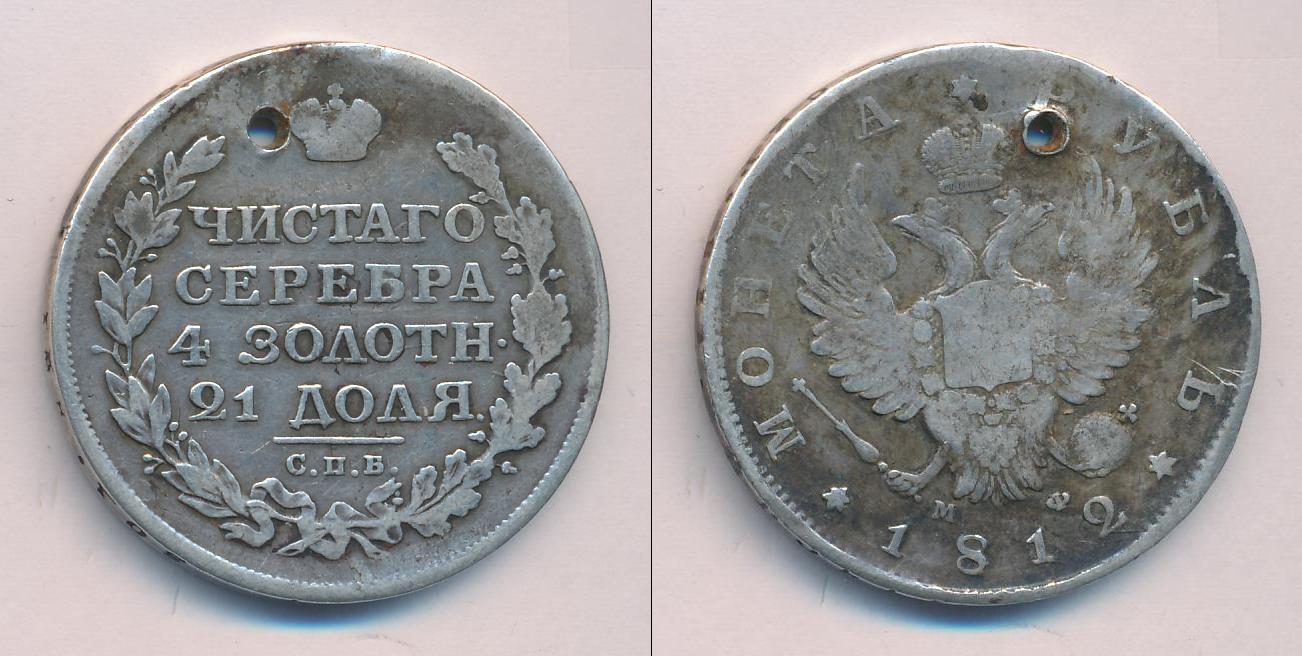 ЧИСТАГО
СЕРЕБРА
4 ЗОЛОТН.
21 ДОЛЯ.
С.П.Б.
МОНЕТА РУБЛЬ
М Ф
1812